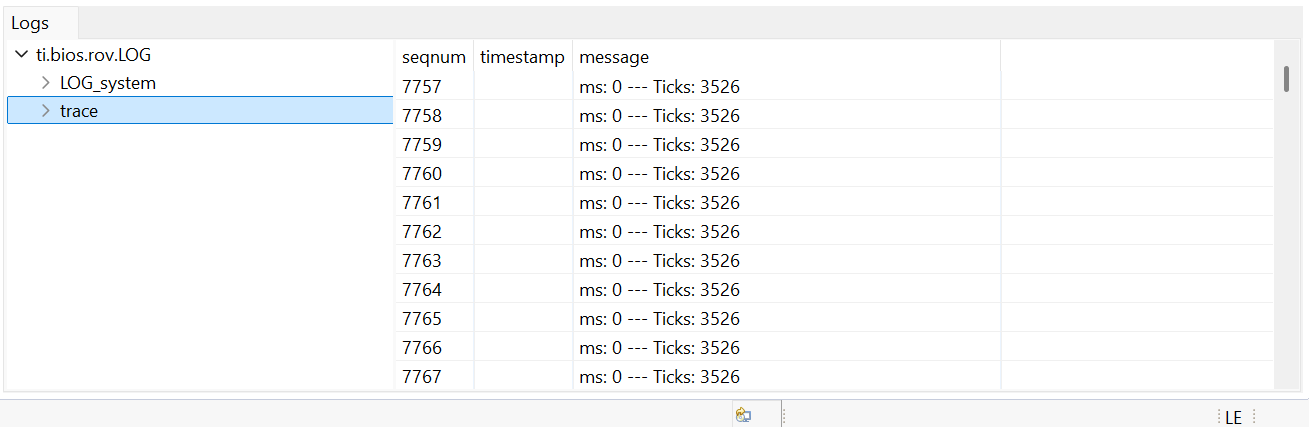 Logs
ti.bios.rov.LOG
LOG_system
trace
seqnum timestamp message
7757 ms: 0 --- Ticks: 3526
7758 ms: 0 --- Ticks: 3526
7759 ms: 0 --- Ticks: 3526
7760 ms: 0 --- Ticks: 3526
7761 ms: 0 --- Ticks: 3526
7762 ms: 0 --- Ticks: 3526
7763 ms: 0 --- Ticks: 3526
7764 ms: 0 --- Ticks: 3526
7765 ms: 0 --- Ticks: 3526
7766 ms: 0 --- Ticks: 3526
7767 ms: 0 --- Ticks: 3526
LE